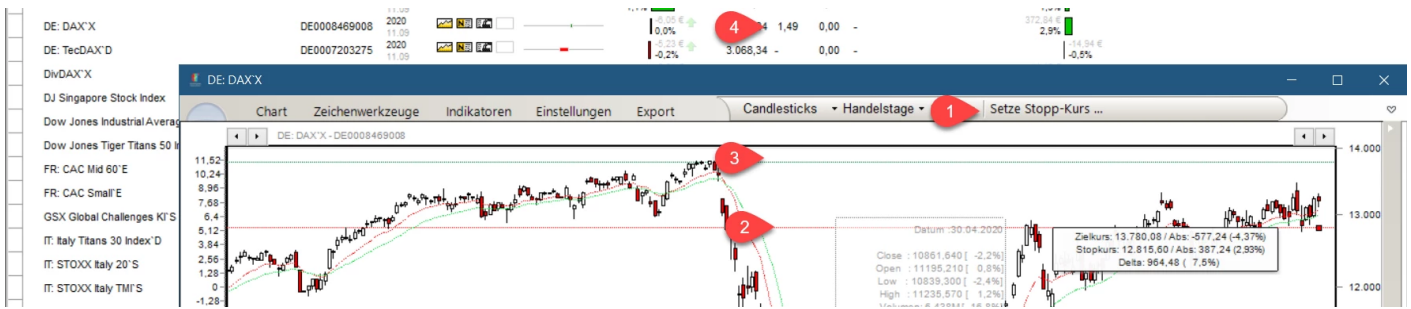 11.09
DE: DAX`X DE0008469008 2020 11.09 -6,05 € 0,0% 1,49 0,00 - 372,84 € 2,9%
DE: TecDAX`D DE0007203275 2020 11.09 -5,23 € -0,2% 3.068,34 - 0,00 - -14,94 € -0,5%
DivDAX`X
DJ Singapore Stock Index
Dow Jones Industrial Averag
Dow Jones Tiger Titans 50 I
FR: CAC Mid 60`E
FR: CAC Small`E
GSX Global Challenges KI`S
IT: Italy Titans 30 Index`D
IT: STOXX Italy 20`S
IT: STOXX Italy TMI`S
4
DE: DAX`X
Chart Zeichenwerkzeuge Indikatoren Einstellungen Export Candlesticks Handelstage 1 Setze Stopp-Kurs ...
DE: DAX`X - DE0008469008
11,52
10,24
8,96
7,68
6,4
5,12
3,84
2,56
1,28
0
-1,28
3
2
Datum :30.04.2020
Close : 10861,640 [ -2,2%]
Open : 11195,210 [ 0,8%]
Low : 10839,300 [ -2,4%]
High : 11235,570 [ 1,2%]
Zielkurs: 13.780,08 / Abs: -577,24 (-4,37%)
Stopkurs: 12.815,60 / Abs: 387,24 (2,93%)
Delta: 964,48 ( 7,5%)
14.000
13.000
12.000